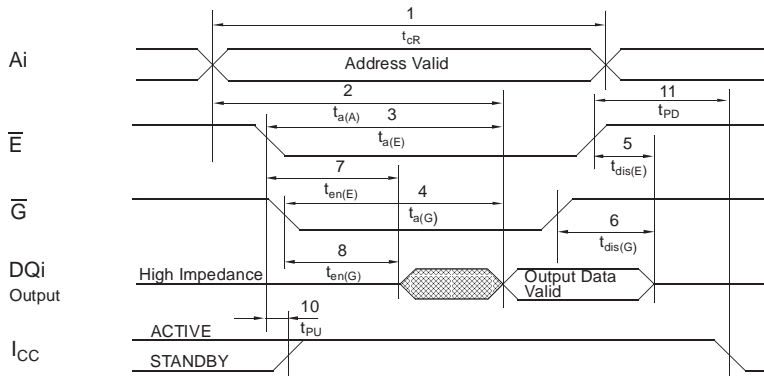 1
t_cR
Ai
Address Valid
2
11
t_a(A)
3
t_PD
E̅
t_a(E)
5
7
t_dis(E)
t_en(E)
4
G̅
t_a(G)
6
8
t_dis(G)
DQi
High Impedance
Output Data
Valid
Output
t_en(G)
10
ACTIVE
t_PU
I_CC
STANDBY